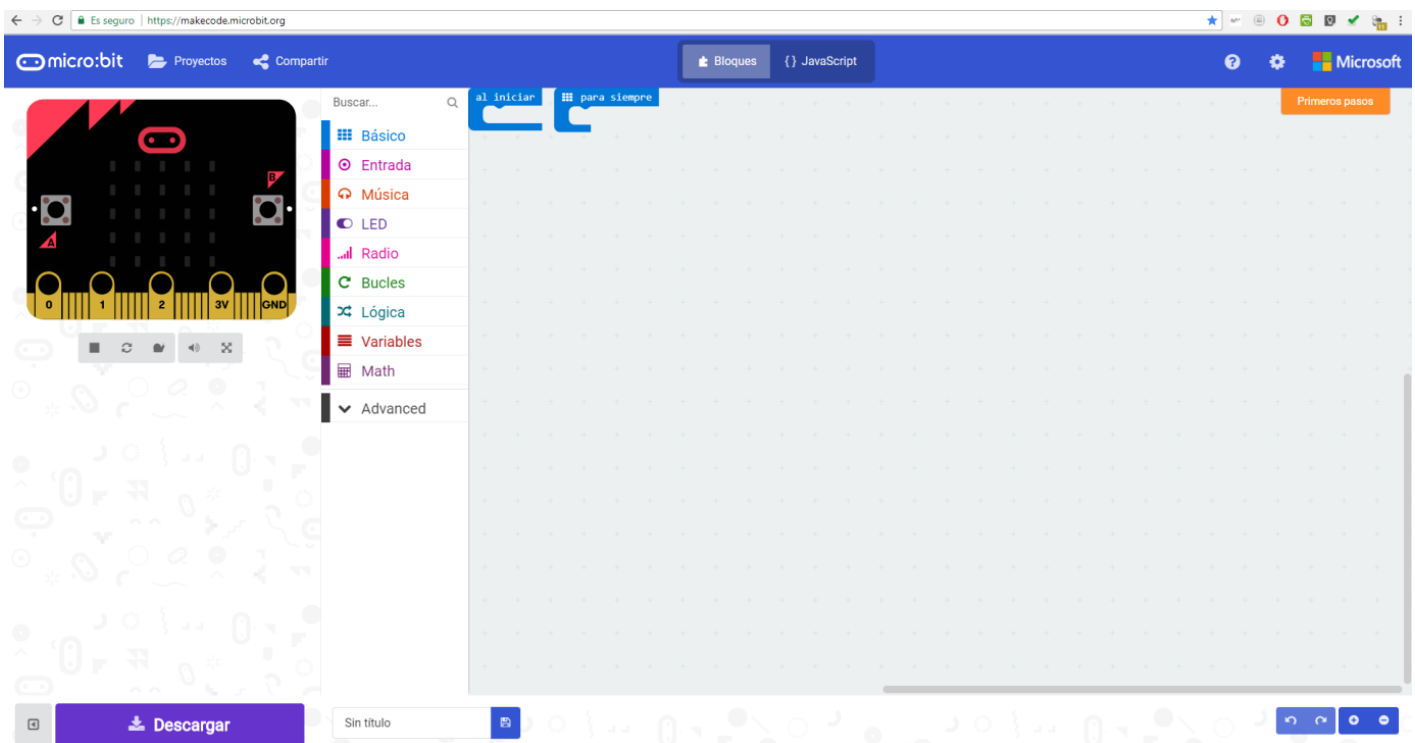 Es seguro | https://makecode.microbit.org
micro:bit Proyectos Compartir Bloques {} JavaScript Microsoft
Buscar...
al iniciar para siempre
Primeros pasos
Básico
Entrada
Música
LED
Radio
Bucles
Lógica
Variables
Math
Advanced
B
A
0 1 2 3V GND
Descargar
Sin título